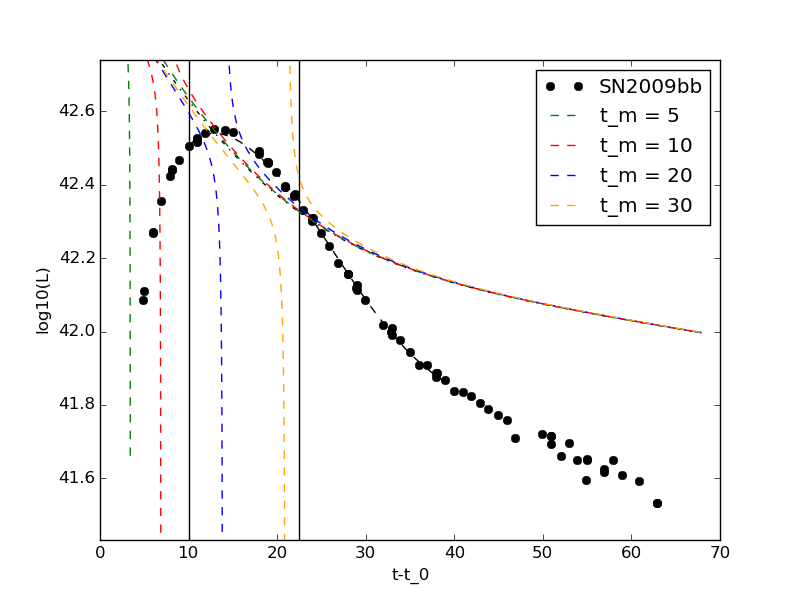 42.6
42.4
42.2
42.0
41.8
41.6
log10(L)
SN2009bb
t_m = 5
t_m = 10
t_m = 20
t_m = 30
0 10 20 30 40 50 60 70
t-t_0